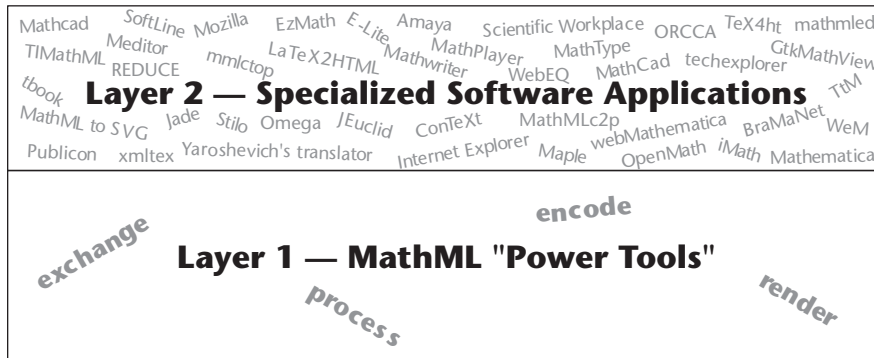 Mathcad SoftLine Mozilla EzMath E-Lite Amaya Scientific Workplace ORCCA TeX4ht mathmled
TIMathML Meditor REDUCE mmlctop LaTeX2HTML Mathwriter MathPlayer WebEQ MathType MathCad techexplorer GtkMathView
tbook Layer 2 — Specialized Software Applications TtM
MathML to SVG Jade Stilo Omega JEuclid ConTeXt MathMLc2p webMathematica BraMaNet WeM
Publicon xmltex Yaroshevich's translator Internet Explorer Maple OpenMath iMath Mathematica
encode
exchange
Layer 1 — MathML "Power Tools"
process
render